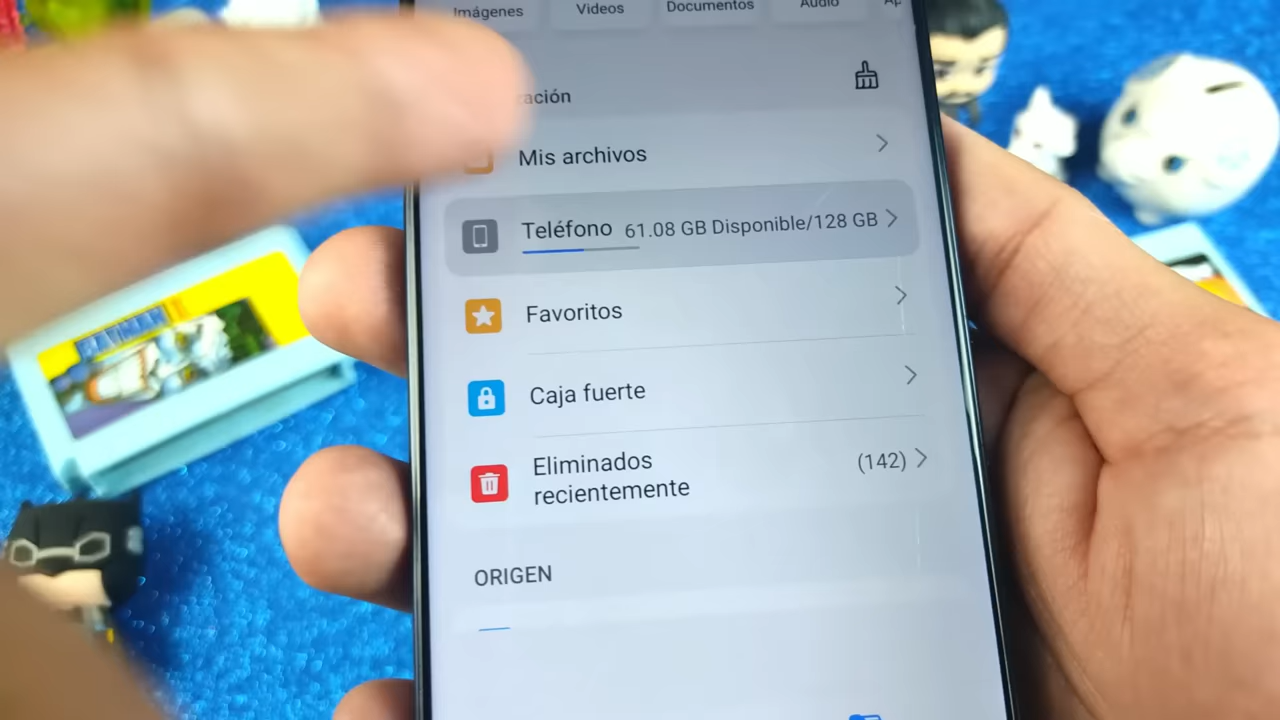 Imágenes
Videos
Documentos
Audio
Mis archivos
Teléfono 61.08 GB Disponible/128 GB
Favoritos
Caja fuerte
Eliminados
recientemente
(142)
ORIGEN
BATMAN